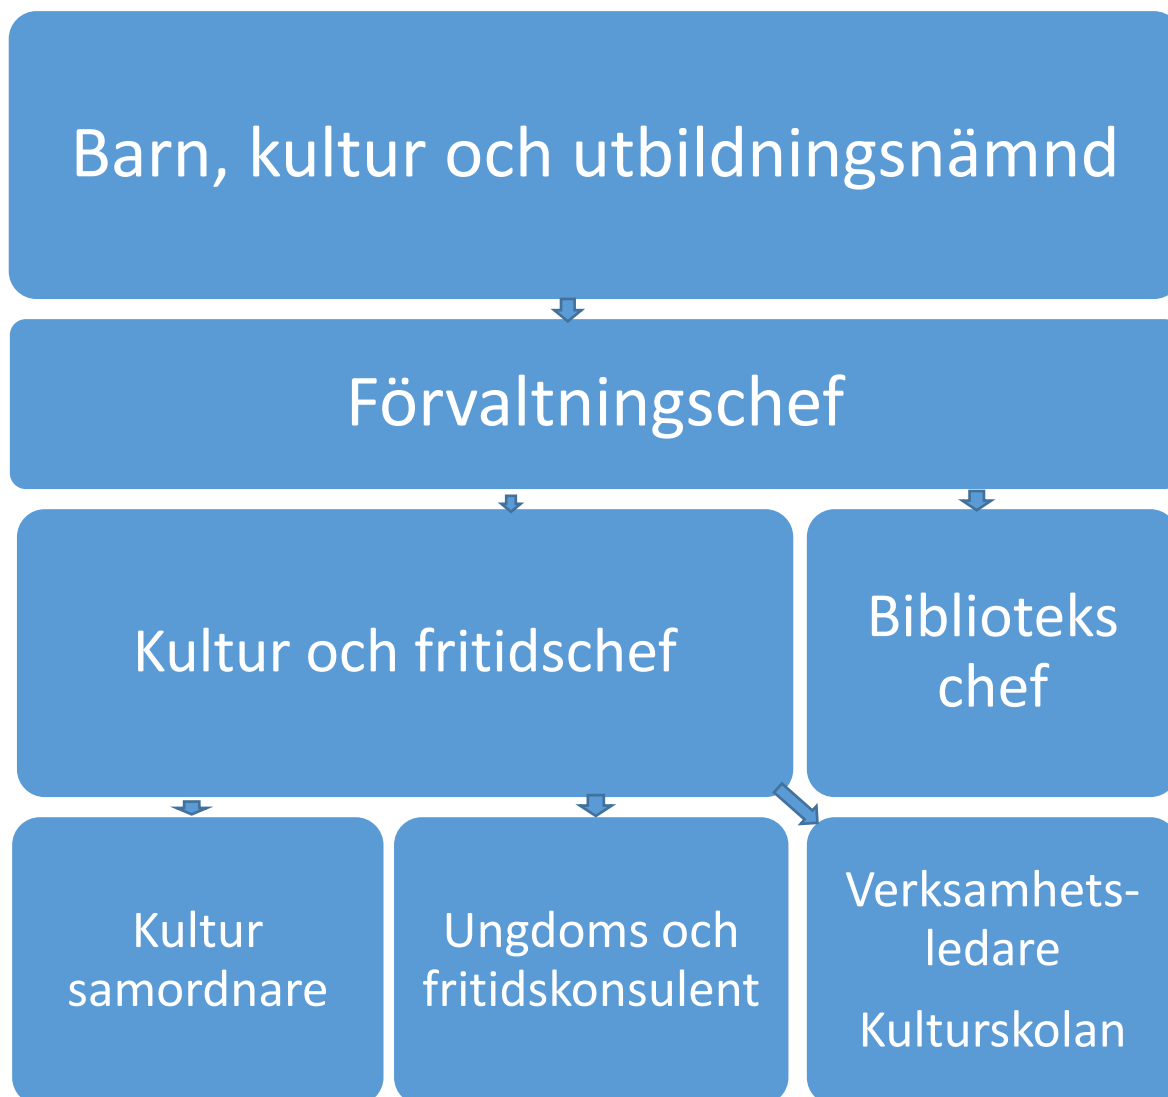 Barn, kultur och utbildningsnämnd
Förvaltningschef
Kultur och fritidschef
Biblioteks
chef
Kultur
samordnare
Ungdoms och
fritidskonsulent
Verksamhets-
ledare
Kulturskolan